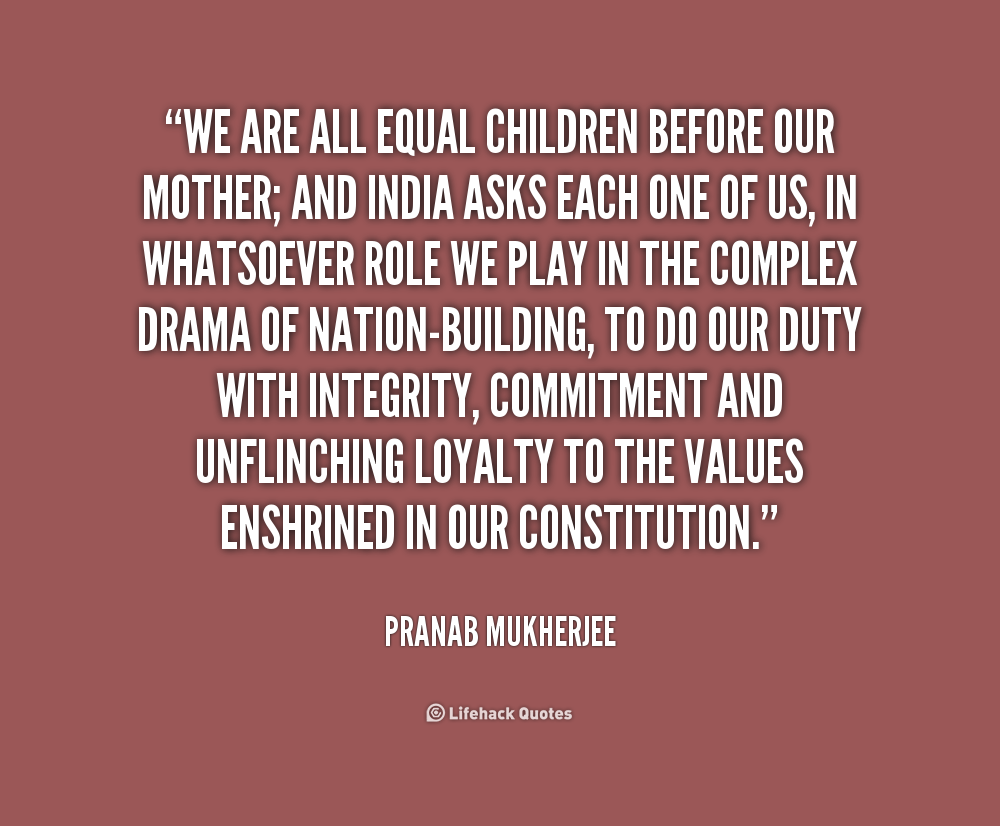 “WE ARE ALL EQUAL CHILDREN BEFORE OUR
MOTHER; AND INDIA ASKS EACH ONE OF US, IN
WHATSOEVER ROLE WE PLAY IN THE COMPLEX
DRAMA OF NATION-BUILDING, TO DO OUR DUTY
WITH INTEGRITY, COMMITMENT AND
UNFLINCHING LOYALTY TO THE VALUES
ENSHRINED IN OUR CONSTITUTION.”
PRANAB MUKHERJEE
Lifehack Quotes